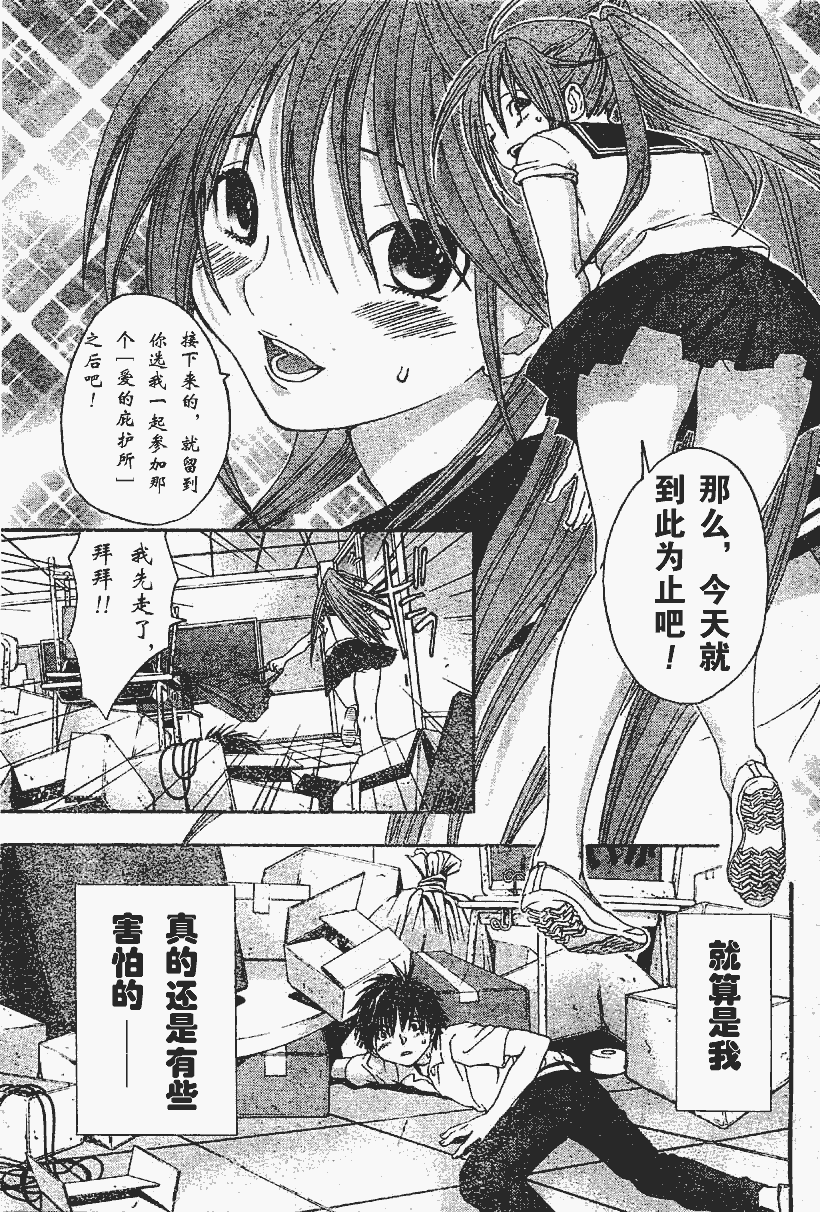 那么，今天就
到此为止吧！
接下来的，就留到
你选我一起参加那
个「爱的庇护所」
之后吧！
我先走了，
拜拜!!
就算是我
真的还是有些
害怕的——